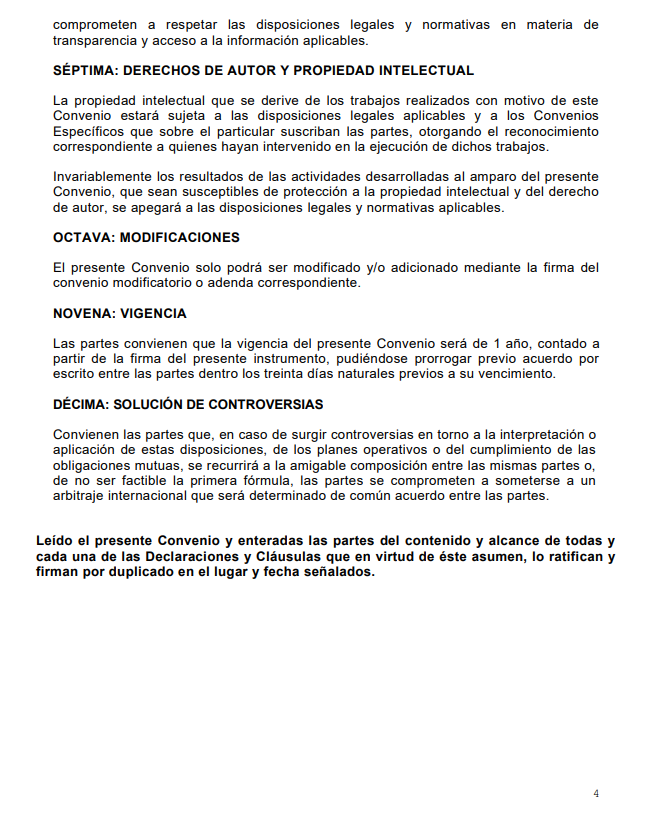 comprometen a respetar las disposiciones legales y normativas en materia de
transparencia y acceso a la información aplicables.
SÉPTIMA: DERECHOS DE AUTOR Y PROPIEDAD INTELECTUAL
La propiedad intelectual que se derive de los trabajos realizados con motivo de este
Convenio estará sujeta a las disposiciones legales aplicables y a los Convenios
Específicos que sobre el particular suscriban las partes, otorgando el reconocimiento
correspondiente a quienes hayan intervenido en la ejecución de dichos trabajos.
Invariablemente los resultados de las actividades desarrolladas al amparo del presente
Convenio, que sean susceptibles de protección a la propiedad intelectual y del derecho
de autor, se apegará a las disposiciones legales y normativas aplicables.
OCTAVA: MODIFICACIONES
El presente Convenio solo podrá ser modificado y/o adicionado mediante la firma del
convenio modificatorio o adenda correspondiente.
NOVENA: VIGENCIA
Las partes convienen que la vigencia del presente Convenio será de 1 año, contado a
partir de la firma del presente instrumento, pudiéndose prorrogar previo acuerdo por
escrito entre las partes dentro los treinta días naturales previos a su vencimiento.
DÉCIMA: SOLUCIÓN DE CONTROVERSIAS
Convienen las partes que, en caso de surgir controversias en torno a la interpretación o
aplicación de estas disposiciones, de los planes operativos o del cumplimiento de las
obligaciones mutuas, se recurrirá a la amigable composición entre las mismas partes o,
de no ser factible la primera fórmula, las partes se comprometen a someterse a un
arbitraje internacional que será determinado de común acuerdo entre las partes.
Leído el presente Convenio y enteradas las partes del contenido y alcance de todas y
cada una de las Declaraciones y Cláusulas que en virtud de éste asumen, lo ratifican y
firman por duplicado en el lugar y fecha señalados.
4